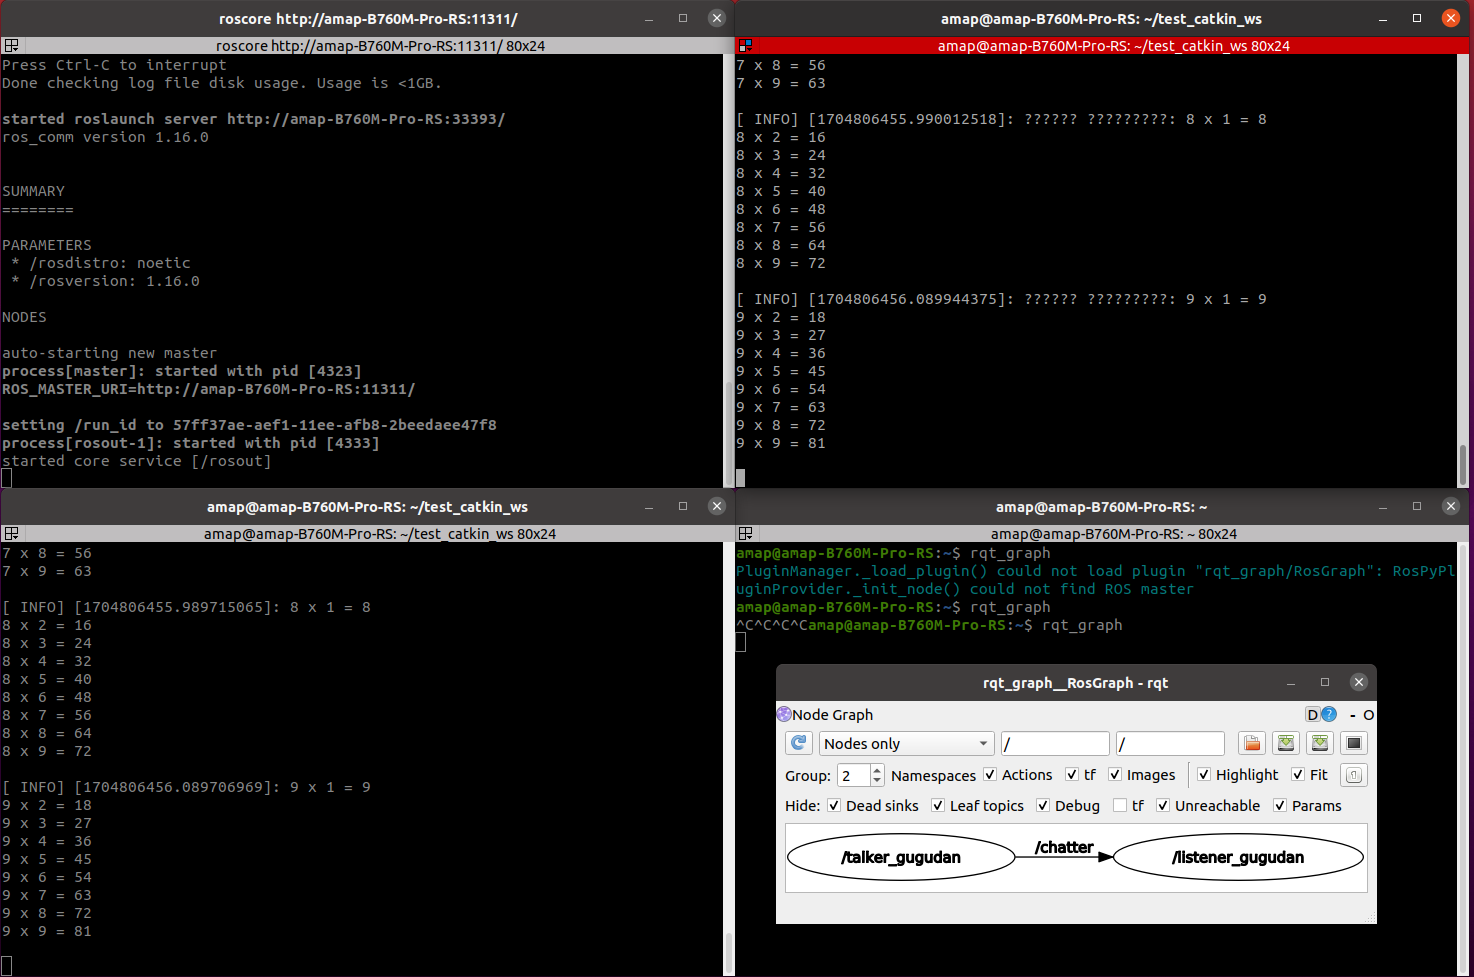 roscore http://amap-B760M-Pro-RS:11311/
roscore http://amap-B760M-Pro-RS:11311/ 80x24
Press Ctrl-C to interrupt
Done checking log file disk usage. Usage is <1GB.
started roslaunch server http://amap-B760M-Pro-RS:33393/
ros_comm version 1.16.0
SUMMARY
========
PARAMETERS
* /rosdistro: noetic
* /rosversion: 1.16.0
NODES
auto-starting new master
process[master]: started with pid [4323]
ROS_MASTER_URI=http://amap-B760M-Pro-RS:11311/
setting /run_id to 57ff37ae-aef1-11ee-afb8-2beedaee47f8
process[rosout-1]: started with pid [4333]
started core service [/rosout]
amap@amap-B760M-Pro-RS: ~/test_catkin_ws
amap@amap-B760M-Pro-RS: ~/test_catkin_ws 80x24
7 x 8 = 56
7 x 9 = 63
[ INFO] [1704806455.990012518]: ?????? ?????????: 8 x 1 = 8
8 x 2 = 16
8 x 3 = 24
8 x 4 = 32
8 x 5 = 40
8 x 6 = 48
8 x 7 = 56
8 x 8 = 64
8 x 9 = 72
[ INFO] [1704806456.089944375]: ?????? ?????????: 9 x 1 = 9
9 x 2 = 18
9 x 3 = 27
9 x 4 = 36
9 x 5 = 45
9 x 6 = 54
9 x 7 = 63
9 x 8 = 72
9 x 9 = 81
amap@amap-B760M-Pro-RS: ~/test_catkin_ws
amap@amap-B760M-Pro-RS: ~/test_catkin_ws 80x24
7 x 8 = 56
7 x 9 = 63
[ INFO] [1704806455.989715065]: 8 x 1 = 8
8 x 2 = 16
8 x 3 = 24
8 x 4 = 32
8 x 5 = 40
8 x 6 = 48
8 x 7 = 56
8 x 8 = 64
8 x 9 = 72
[ INFO] [1704806456.089706969]: 9 x 1 = 9
9 x 2 = 18
9 x 3 = 27
9 x 4 = 36
9 x 5 = 45
9 x 6 = 54
9 x 7 = 63
9 x 8 = 72
9 x 9 = 81
amap@amap-B760M-Pro-RS: ~
amap@amap-B760M-Pro-RS: ~ 80x24
amap@amap-B760M-Pro-RS:~$ rqt_graph
PluginManager._load_plugin() could not load plugin "rqt_graph/RosGraph": RosPyPl
uginProvider._init_node() could not find ROS master
amap@amap-B760M-Pro-RS:~$ rqt_graph
^C^C^C^Camap@amap-B760M-Pro-RS:~$ rqt_graph
rqt_graph__RosGraph - rqt
Node Graph D ? - O
Nodes only / /
Group: 2 Namespaces Actions tf Images Highlight Fit
Hide: Dead sinks Leaf topics Debug tf Unreachable Params
/talker_gugudan /chatter /listener_gugudan